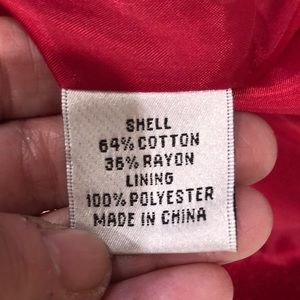 SHELL
64% COTTON
36% RAYON
LINING
100% POLYESTER
MADE IN CHINA